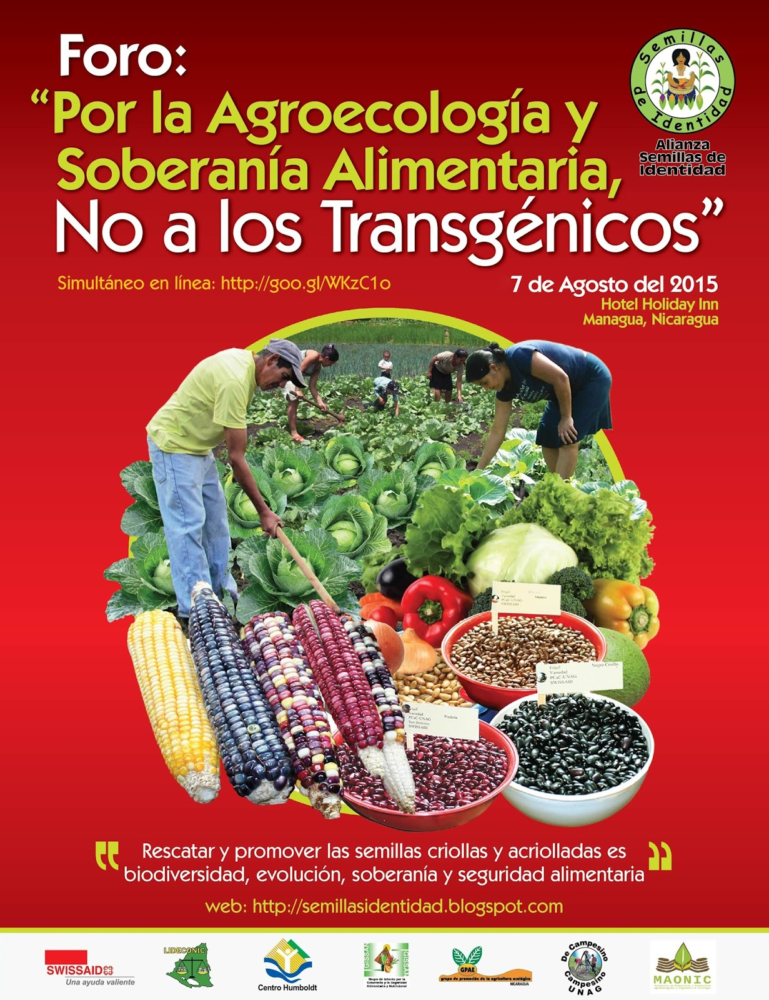 Foro:
“Por la Agroecología y
Soberanía Alimentaria,
No a los Transgénicos”
Semillas de Identidad
Alianza
Semillas de
Identidad
Simultáneo en línea: http://goo.gl/WKzC1o
7 de Agosto del 2015
Hotel Holiday Inn
Managua, Nicaragua
Frijol
Variedad
PCaC-UNAG
SWISSAID
Frijol Negro Criollo
Variedad
PCaC-UNAG
SWISSAID
Variedad Piedrita
PCaC-UNAG
San Dionisio
SWISSAID
" Rescatar y promover las semillas criollas y acriolladas es
biodiversidad, evolución, soberanía y seguridad alimentaria "
web: http://semillasidentidad.blogspot.com
SWISSAID
Una ayuda valiente
LIDECONIC
Centro Humboldt
GISSAN
GISSAN
Grupo de Interés por la
Soberanía y la Seguridad
Alimentaria y Nutricional
GPAE
grupo de promoción de la agricultura ecológica
NICARAGUA
De Campesino
Campesino
UNAG
MAONIC